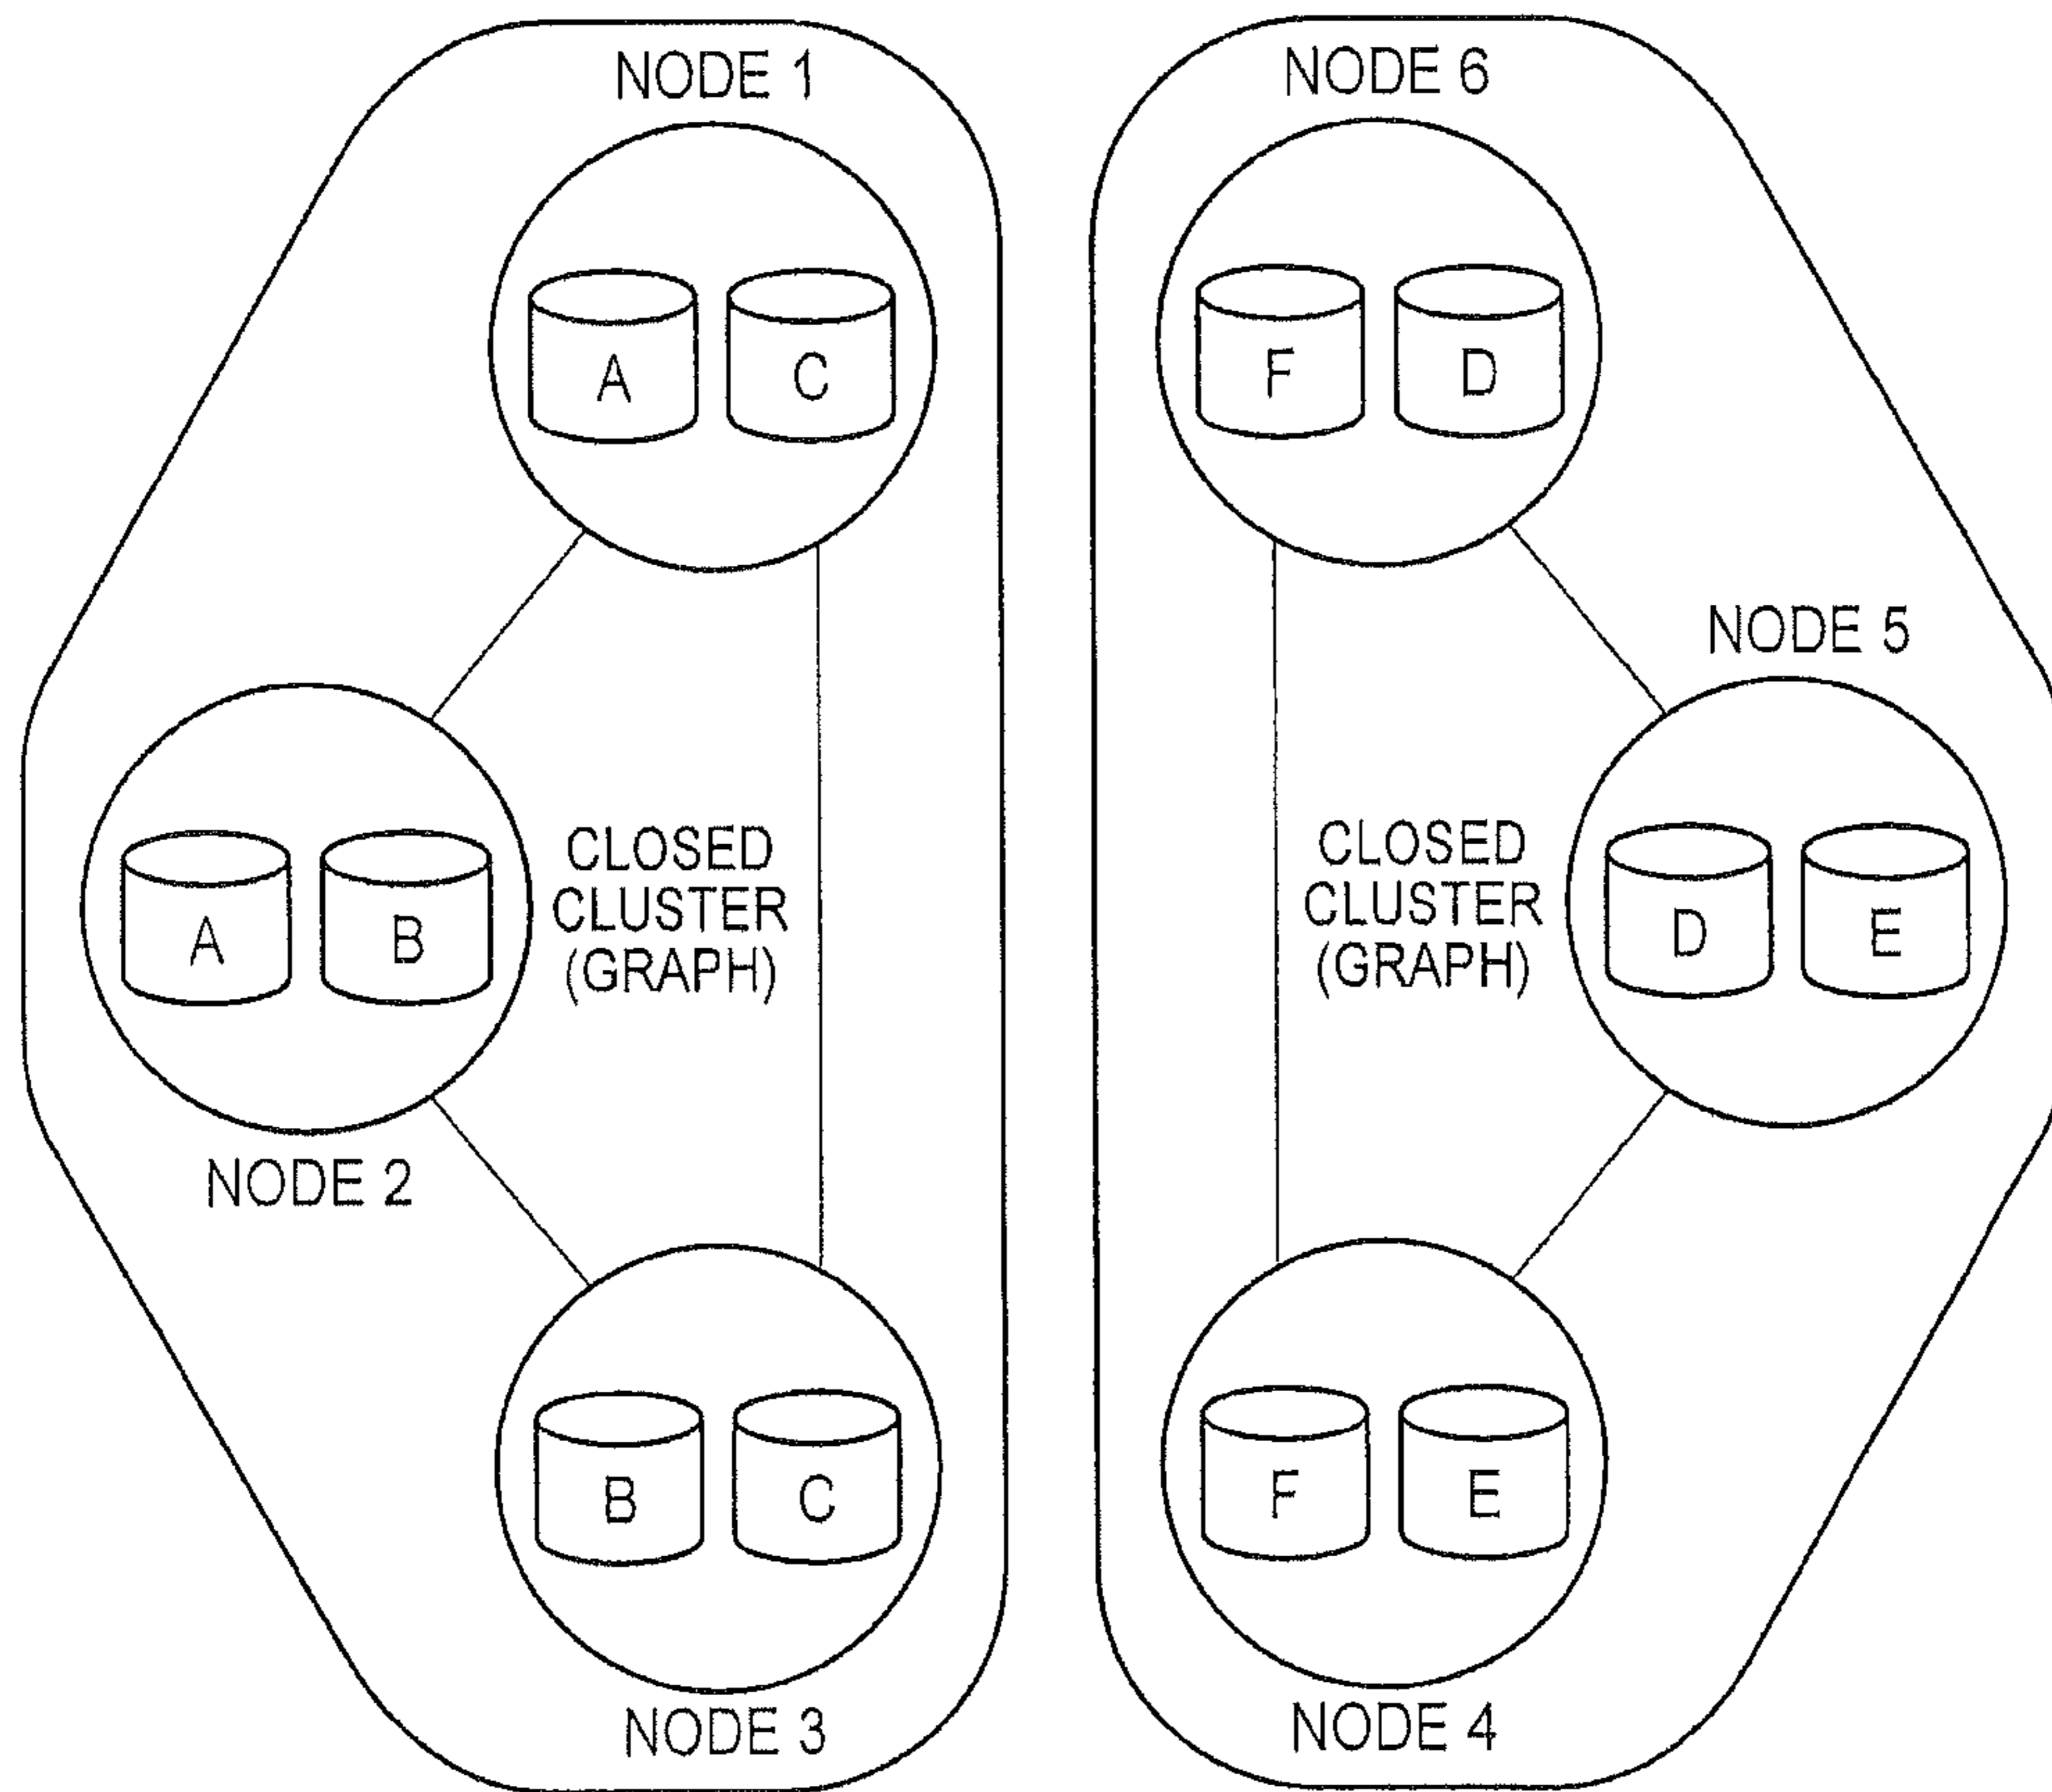 NODE 1
A
C
A
B
CLOSED
CLUSTER
(GRAPH)
NODE 2
B
C
NODE 3
NODE 6
F
D
NODE 5
CLOSED
CLUSTER
(GRAPH)
D
E
F
E
NODE 4